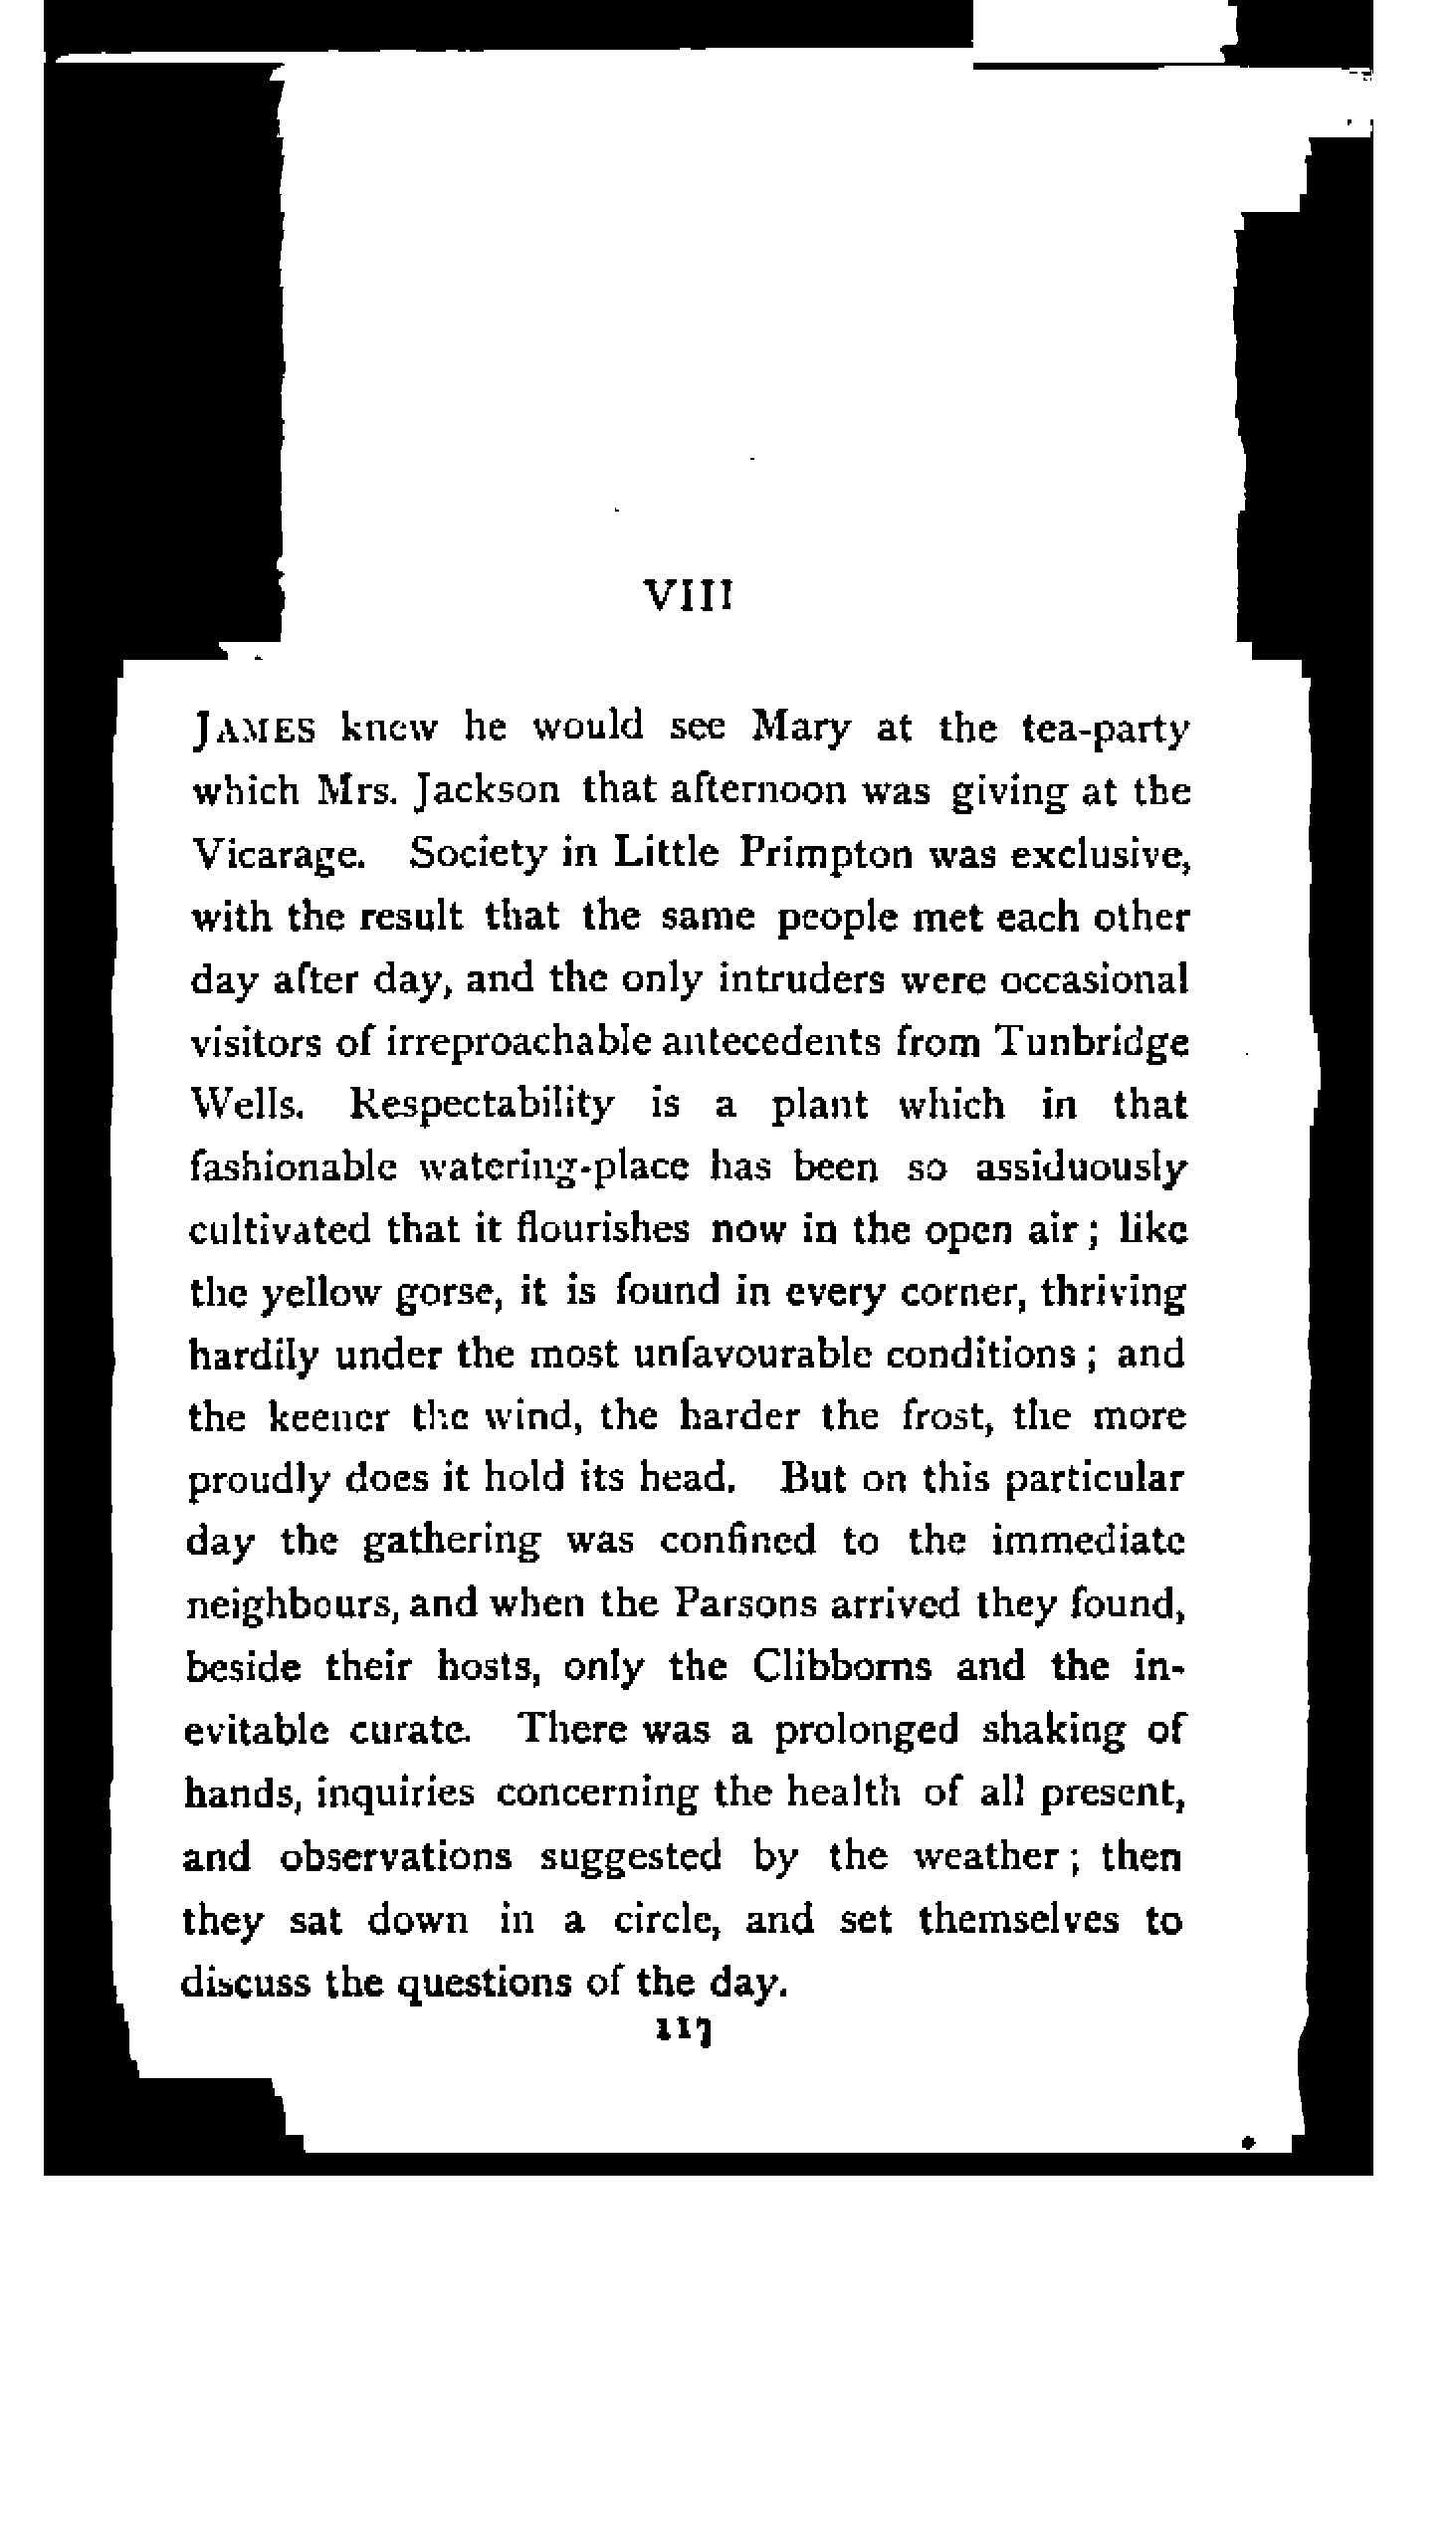 VIII
JAMES knew he would see Mary at the tea-party
which Mrs. Jackson that afternoon was giving at the
Vicarage. Society in Little Primpton was exclusive,
with the result that the same people met each other
day after day, and the only intruders were occasional
visitors of irreproachable antecedents from Tunbridge
Wells. Respectability is a plant which in that
fashionable watering-place has been so assiduously
cultivated that it flourishes now in the open air; like
the yellow gorse, it is found in every corner, thriving
hardily under the most unfavourable conditions; and
the keener the wind, the harder the frost, the more
proudly does it hold its head. But on this particular
day the gathering was confined to the immediate
neighbours, and when the Parsons arrived they found,
beside their hosts, only the Clibborns and the in-
evitable curate. There was a prolonged shaking of
hands, inquiries concerning the health of all present,
and observations suggested by the weather; then
they sat down in a circle, and set themselves to
discuss the questions of the day.
117